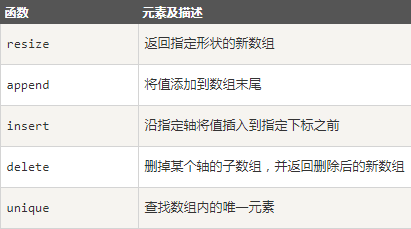 函数 元素及描述
resize 返回指定形状的新数组
append 将值添加到数组末尾
insert 沿指定轴将值插入到指定下标之前
delete 删掉某个轴的子数组，并返回删除后的新数组
unique 查找数组内的唯一元素